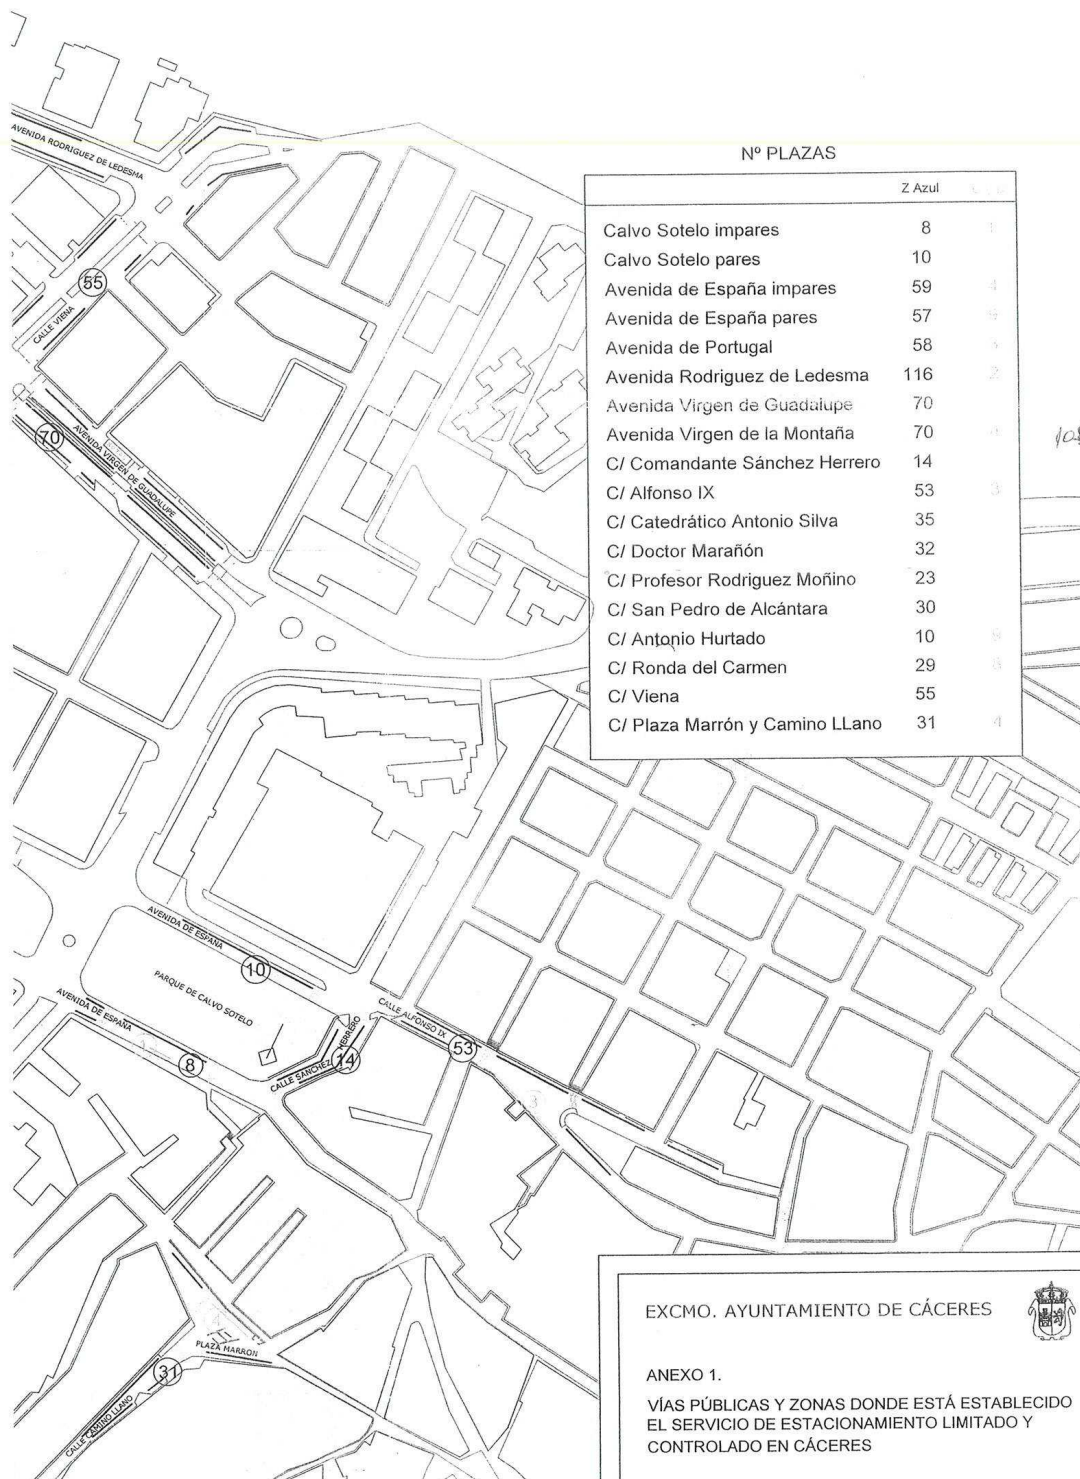 Nº PLAZAS
Z Azul
Calvo Sotelo impares 8
Calvo Sotelo pares 10
Avenida de España impares 59
Avenida de España pares 57
Avenida de Portugal 58
Avenida Rodriguez de Ledesma 116
Avenida Virgen de Guadalupe 70
Avenida Virgen de la Montaña 70
C/ Comandante Sánchez Herrero 14
C/ Alfonso IX 53
C/ Catedrático Antonio Silva 35
C/ Doctor Marañón 32
C/ Profesor Rodriguez Moñino 23
C/ San Pedro de Alcántara 30
C/ Antonio Hurtado 10
C/ Ronda del Carmen 29
C/ Viena 55
C/ Plaza Marrón y Camino LLano 31
AVENIDA RODRIGUEZ DE LEDESMA
55
CALLE VIENA
70
AVENIDA VIRGEN DE GUADALUPE
AVENIDA DE ESPAÑA
10
PARQUE DE CALVO SOTELO
AVENIDA DE ESPAÑA
8
CALLE SANCHEZ HERRERO
14
CALLE ALFONSO IX
53
PLAZA MARRON
31
CALLE CAMINO LLANO
EXCMO. AYUNTAMIENTO DE CÁCERES
ANEXO 1.
VÍAS PÚBLICAS Y ZONAS DONDE ESTÁ ESTABLECIDO
EL SERVICIO DE ESTACIONAMIENTO LIMITADO Y
CONTROLADO EN CÁCERES